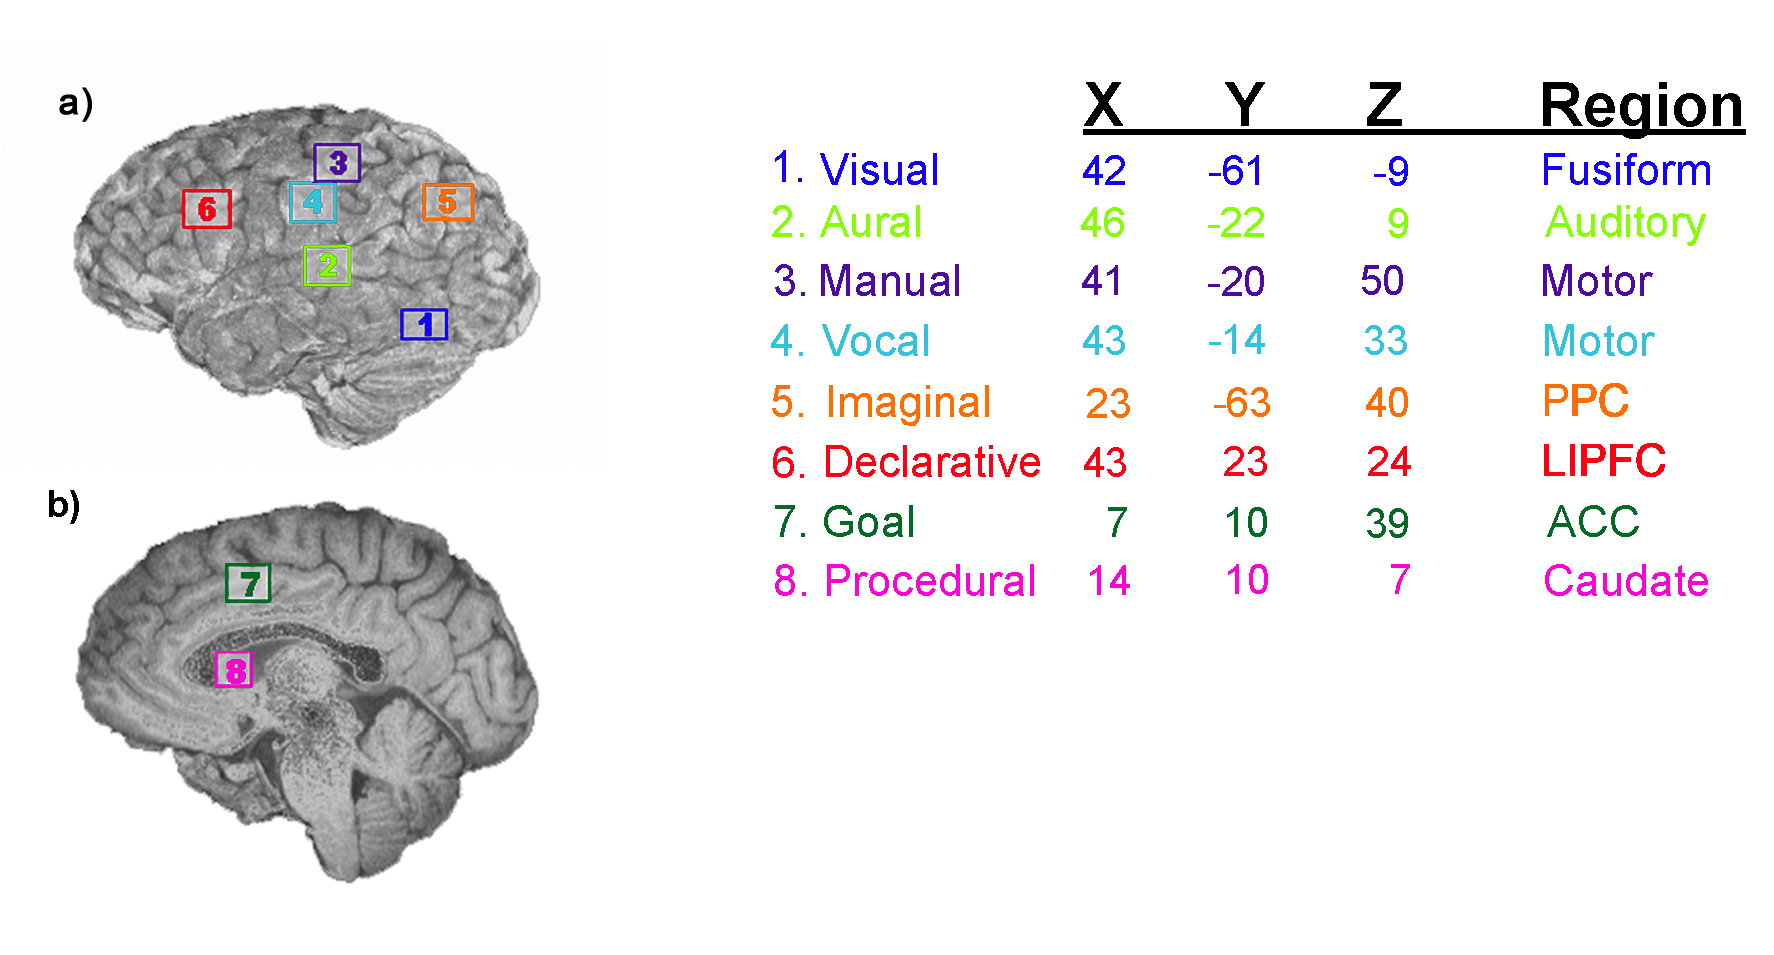 a)
3
4
5
6
2
1
b)
7
8
X Y Z Region
1. Visual 42 -61 -9 Fusiform
2. Aural 46 -22 9 Auditory
3. Manual 41 -20 50 Motor
4. Vocal 43 -14 33 Motor
5. Imaginal 23 -63 40 PPC
6. Declarative 43 23 24 LIPFC
7. Goal 7 10 39 ACC
8. Procedural 14 10 7 Caudate